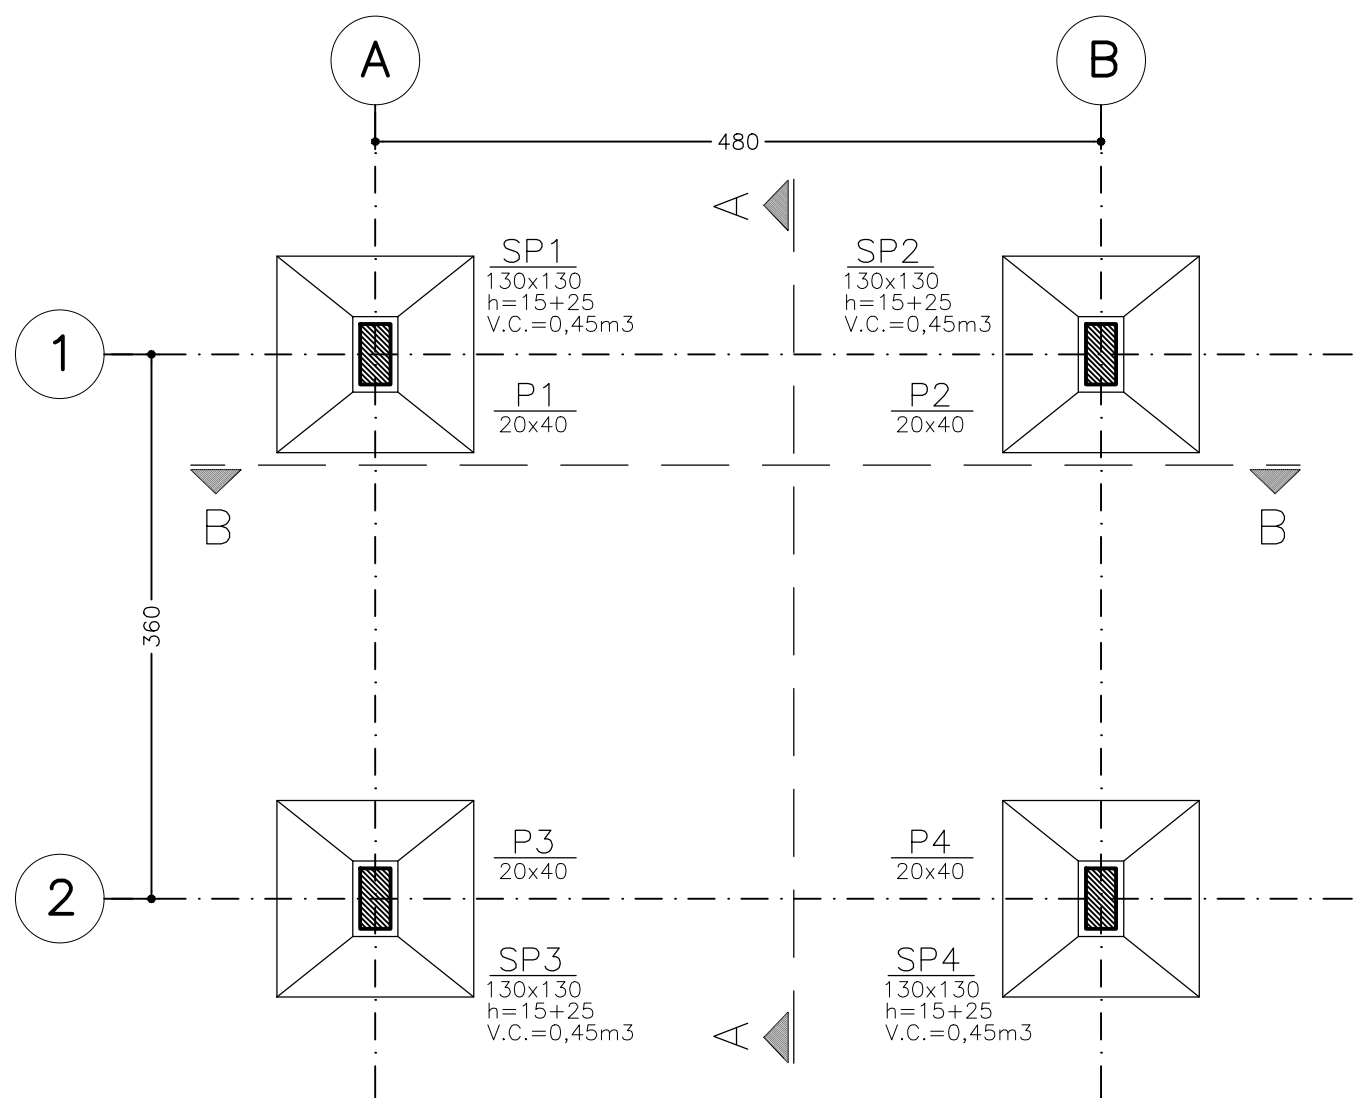 A
B
480
A
SP1
130x130
h=15+25
V.C.=0,45m3
SP2
130x130
h=15+25
V.C.=0,45m3
1
P1
20x40
P2
20x40
B
B
360
P3
20x40
P4
20x40
2
SP3
130x130
h=15+25
V.C.=0,45m3
SP4
130x130
h=15+25
V.C.=0,45m3
A